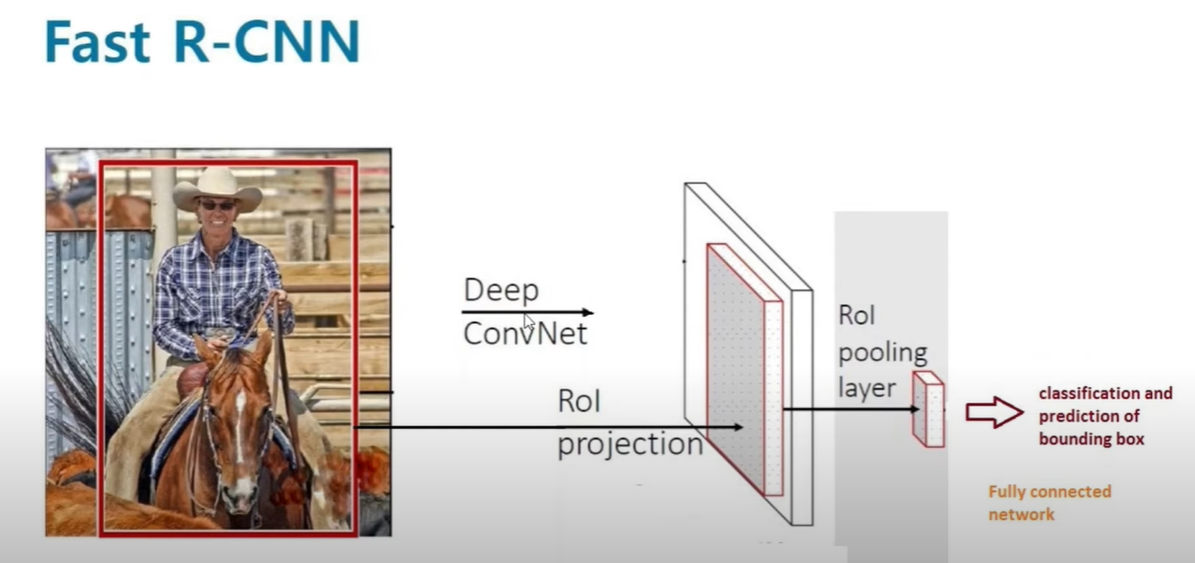 Fast R-CNN
Deep
ConvNet
RoI
projection
RoI
pooling
layer
classification and
prediction of
bounding box
Fully connected
network